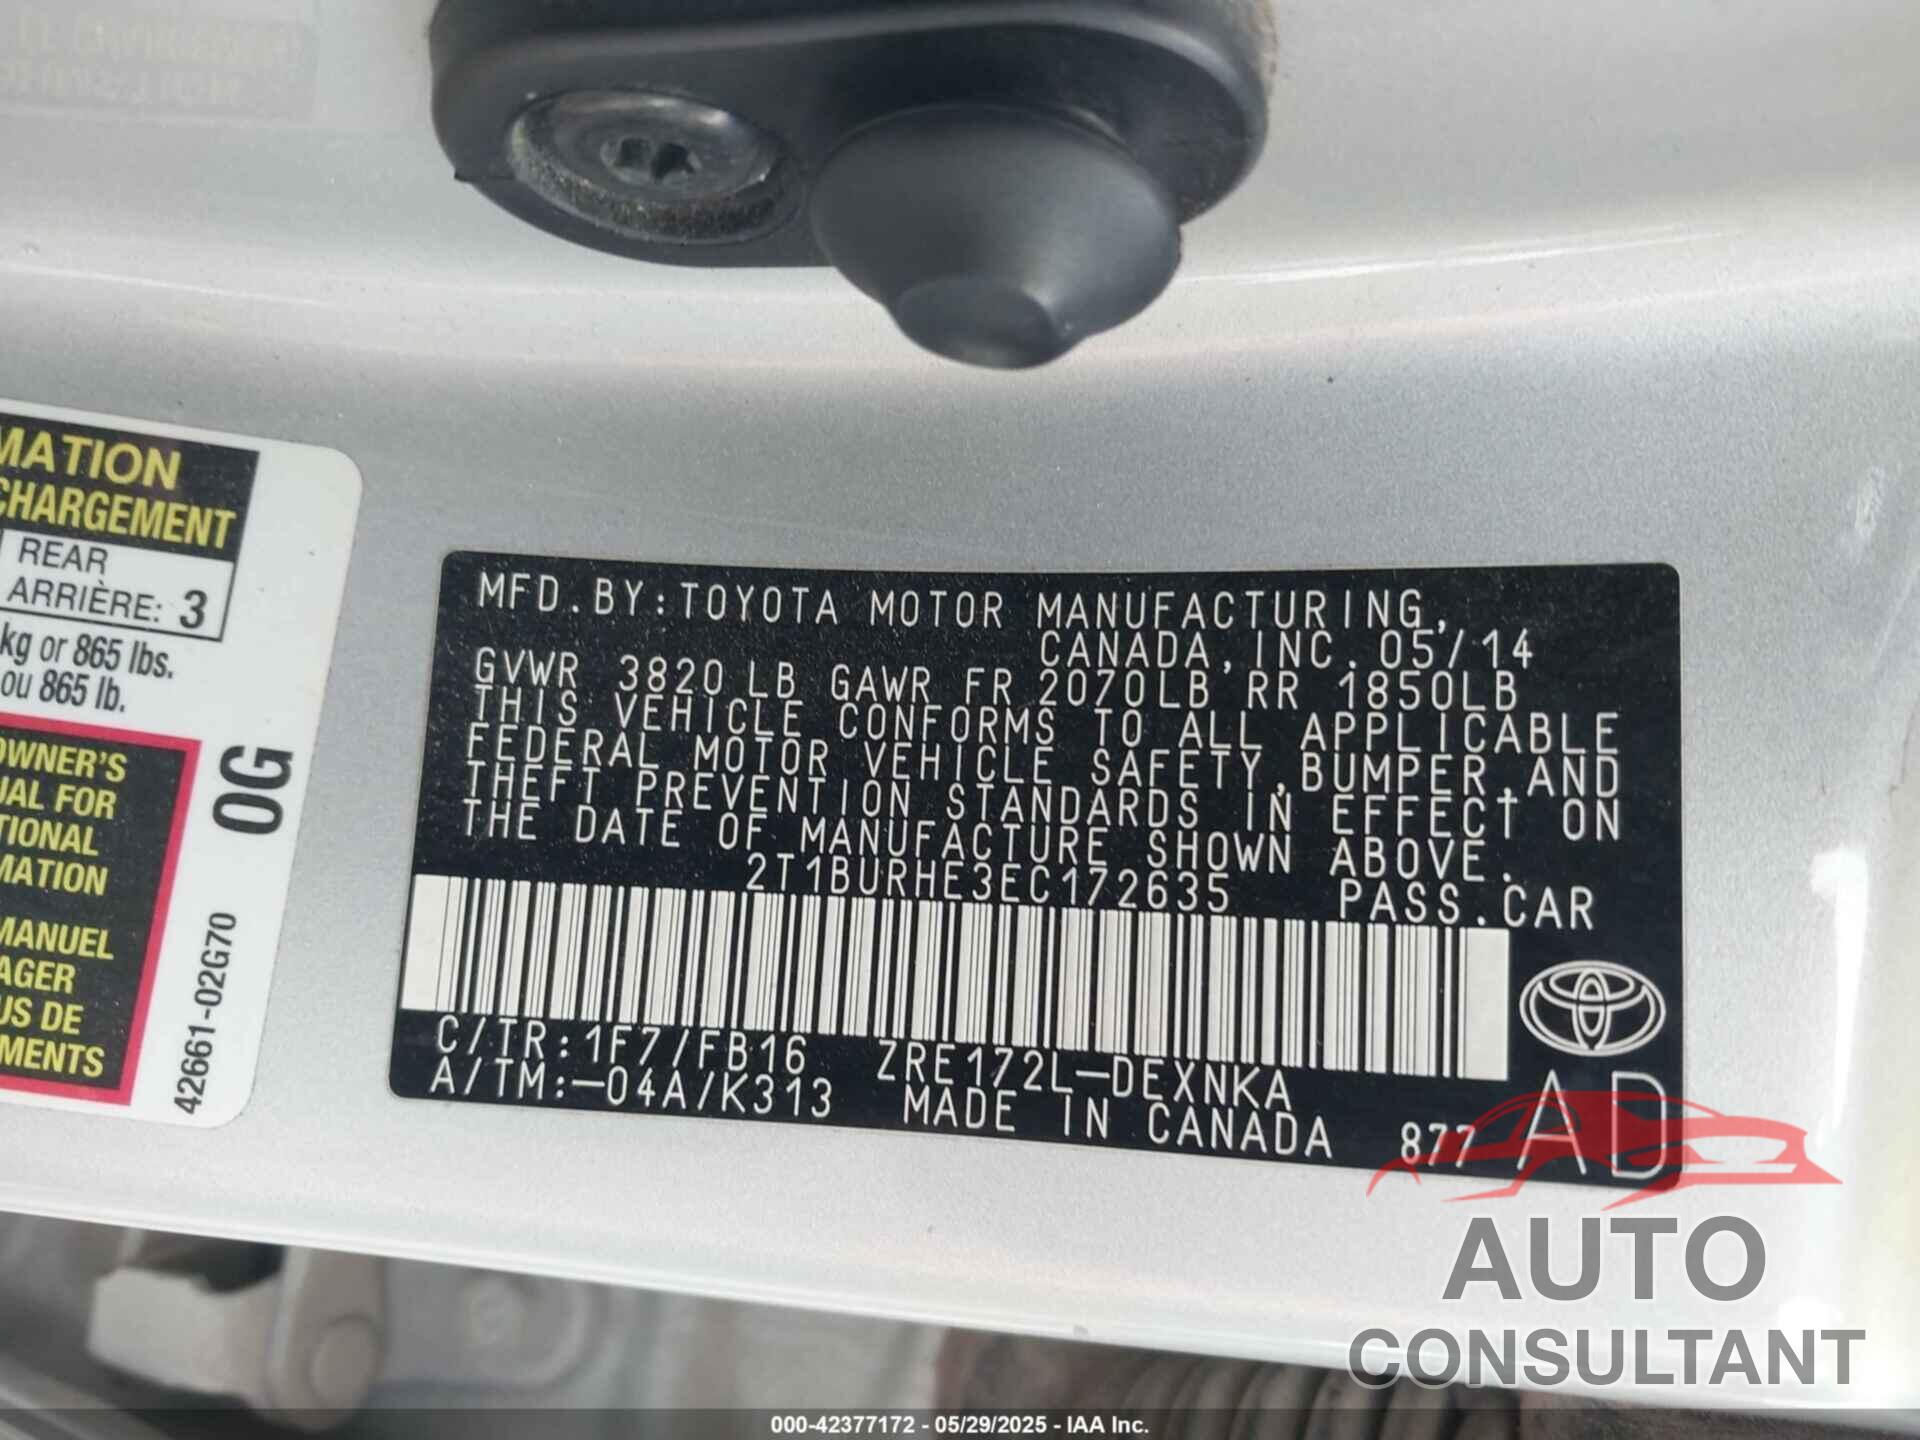 MATION
CHARGEMENT
REAR
ARRIÈRE: 3
kg or 865 lbs.
ou 865 lb.
OWNER'S
UAL FOR
TIONAL
MATION
MANUEL
AGER
US DE
MENTS
0G
42661-02G70
MFD.BY:TOYOTA MOTOR MANUFACTURING,
CANADA,INC. 05/14
GVWR 3820 LB GAWR FR 2070LB RR 1850LB
THIS VEHICLE CONFORMS TO ALL APPLICABLE
FEDERAL MOTOR VEHICLE SAFETY,BUMPER,AND
THEFT PREVENTION STANDARDS IN EFFECT ON
THE DATE OF MANUFACTURE SHOWN ABOVE.
2T1BURHE3EC172635 PASS.CAR
C/TR:1F7/FB16 ZRE172L-DEXNKA
A/TM:-04A/K313 MADE IN CANADA 877 AD
AUTO
CONSULTANT
000-42377172 - 05/29/2025 - IAA Inc.